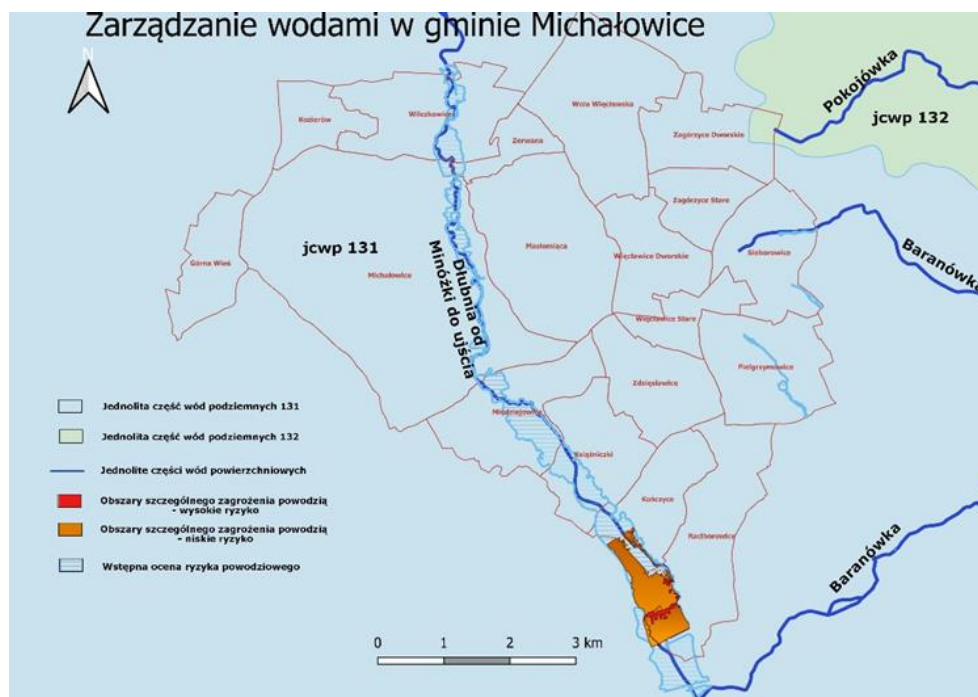 Zarządzanie wodami w gminie Michałowice
N
Pokojówka
jcwp 132
Kozierów
Wilczkowice
Wola Więcławska
Zerwana
Zagórzyce Dworskie
Zagórzyce Stare
jcwp 131
Masłomiąca
Więcławice Dworskie
Sieborowice
Baranówka
Górna Wieś
Michałowice
Dłubnia od
Minóżki do ujścia
Więcławice Stare
Zdzięsławice
Pielgrzymowice
Młodziejowice
Książniczki
Kończyce
Raciborowice
Baranówka
Jednolita część wód podziemnych 131
Jednolita część wód podziemnych 132
Jednolite części wód powierzchniowych
Obszary szczególnego zagrożenia powodzią
- wysokie ryzyko
Obszary szczególnego zagrożenia powodzią
- niskie ryzyko
Wstępna ocena ryzyka powodziowego
0 1 2 3 km